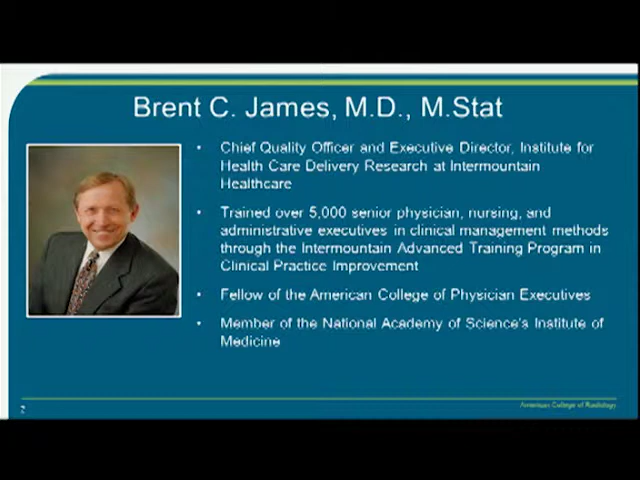 Brent C. James, M.D., M.Stat
• Chief Quality Officer and Executive Director, Institute for
Health Care Delivery Research at Intermountain
Healthcare
• Trained over 5,000 senior physician, nursing, and
administrative executives in clinical management methods
through the Intermountain Advanced Training Program in
Clinical Practice Improvement
• Fellow of the American College of Physician Executives
• Member of the National Academy of Science's Institute of
Medicine
2
American College of Radiology